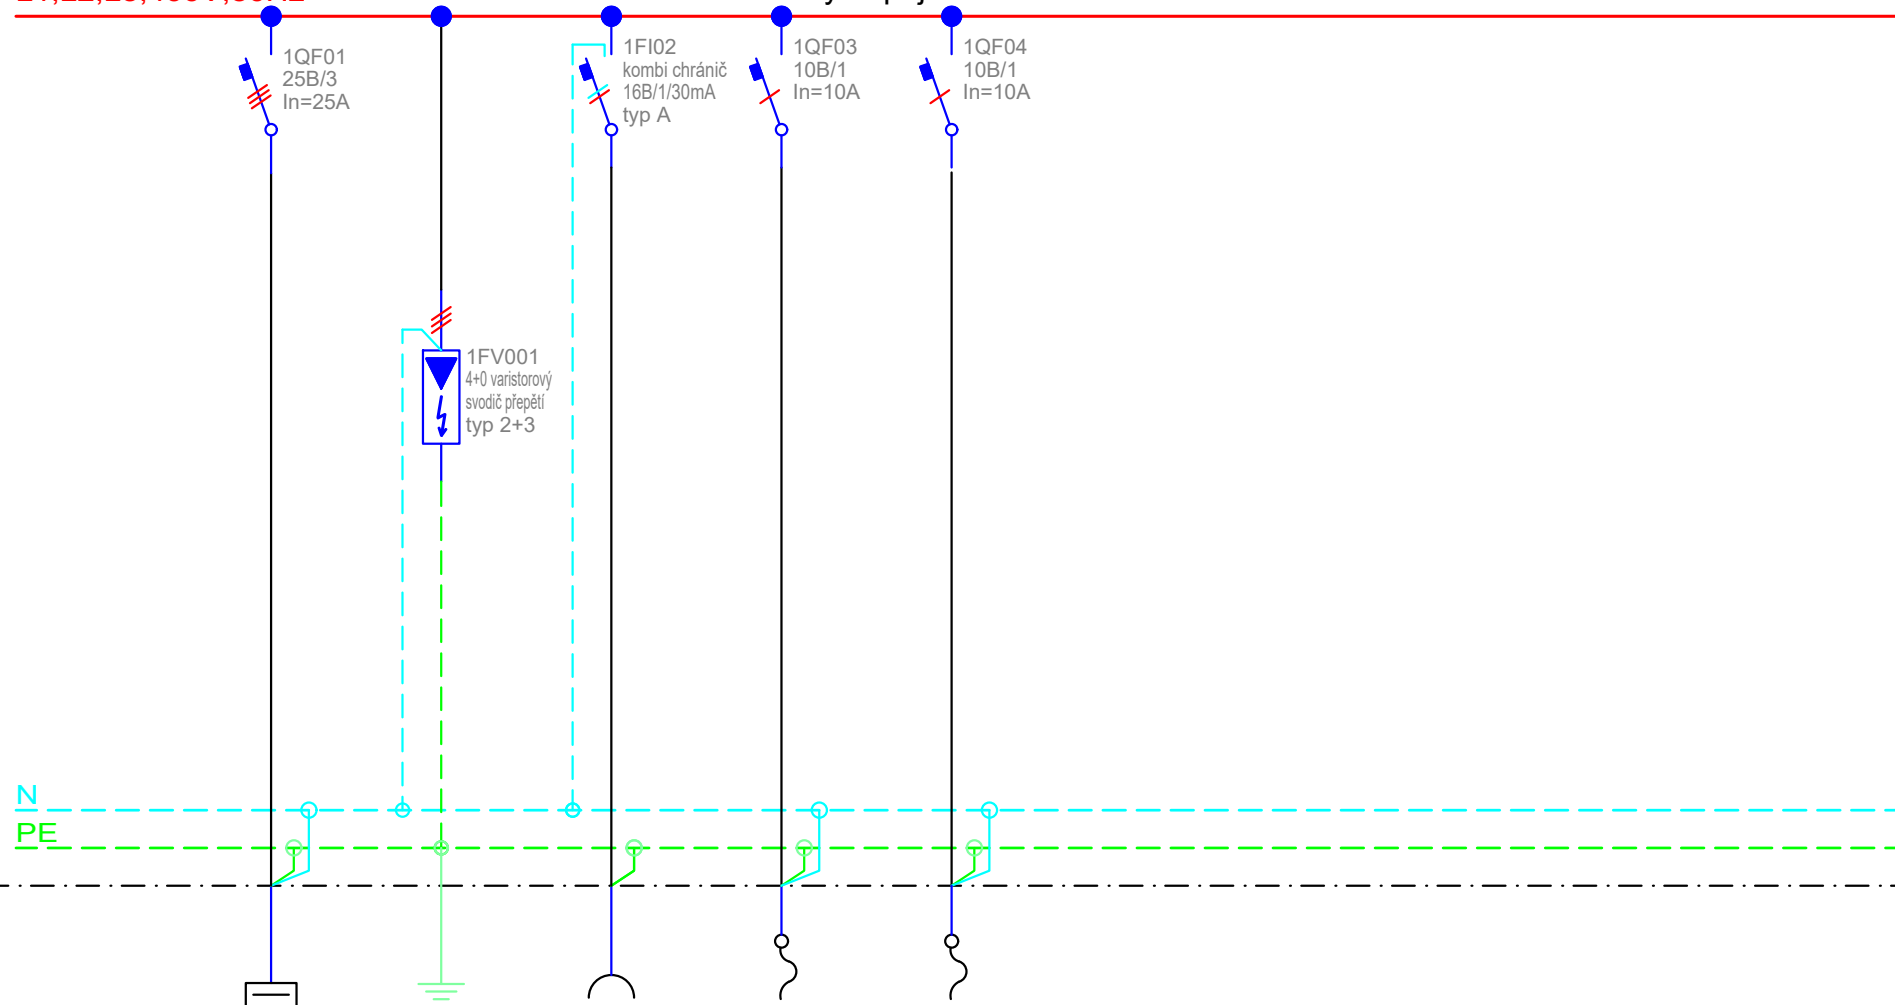 1QF01
25B/3
In=25A
1FI02
kombi chránič
16B/1/30mA
typ A
1QF03
10B/1
In=10A
1QF04
10B/1
In=10A
1FV001
4+0 varistorový
svodič přepětí
typ 2+3
N
PE